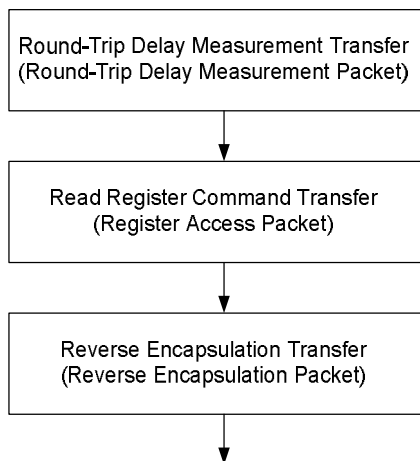 Round-Trip Delay Measurement Transfer
(Round-Trip Delay Measurement Packet)
Read Register Command Transfer
(Register Access Packet)
Reverse Encapsulation Transfer
(Reverse Encapsulation Packet)